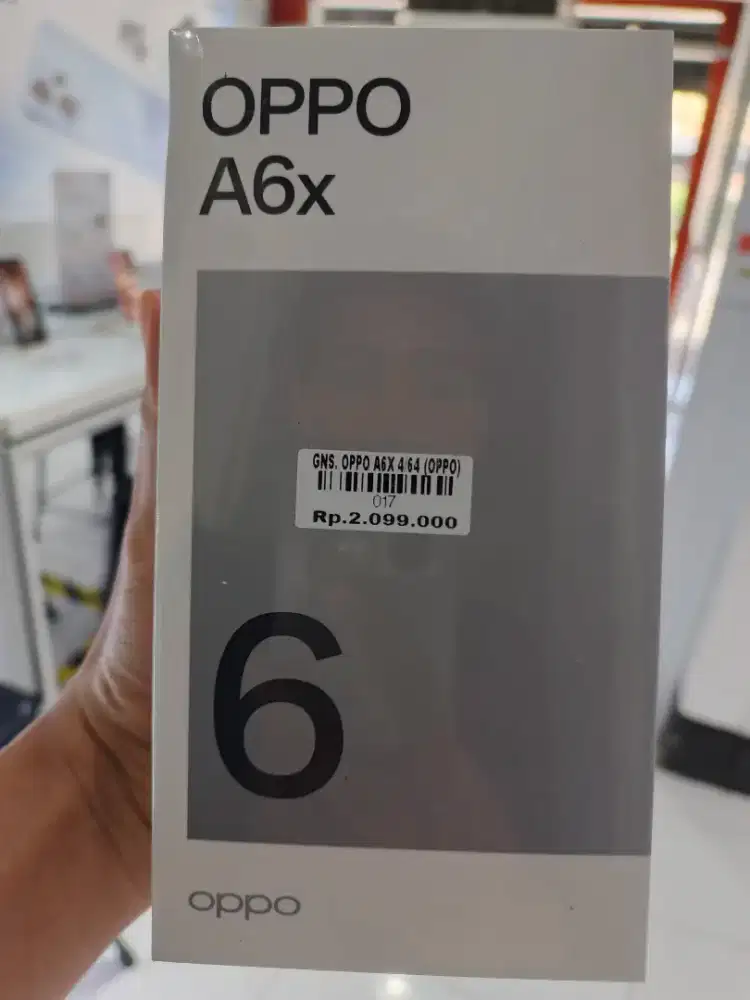 OPPO
A6x
GNS. OPPO A6X 4 64 (OPPO)
017
Rp.2.099.000
6
oppo